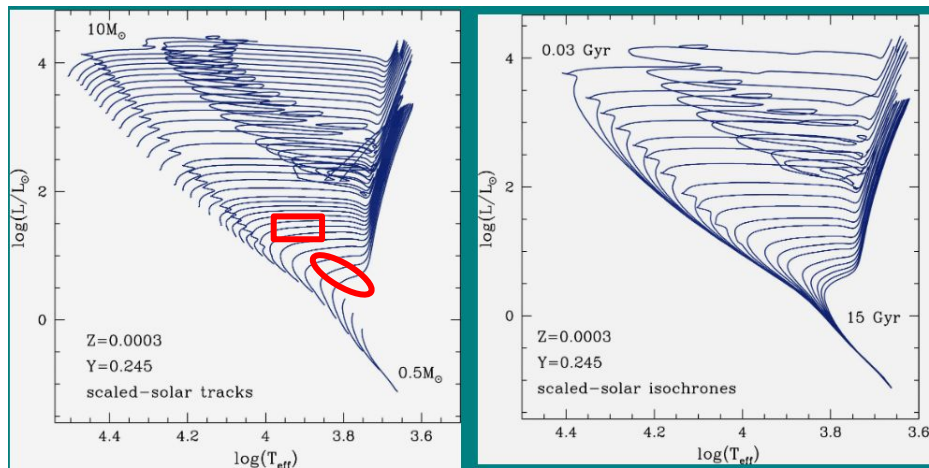 10M☉
4
2
0
log(L/L☉)
Z=0.0003
Y=0.245
scaled-solar tracks
0.5M☉
4.4
4.2
4
3.8
3.6
log(T_eff)
0.03 Gyr
4
2
0
log(L/L☉)
15 Gyr
Z=0.0003
Y=0.245
scaled-solar isochrones
4.4
4.2
4
3.8
3.6
log(T_eff)